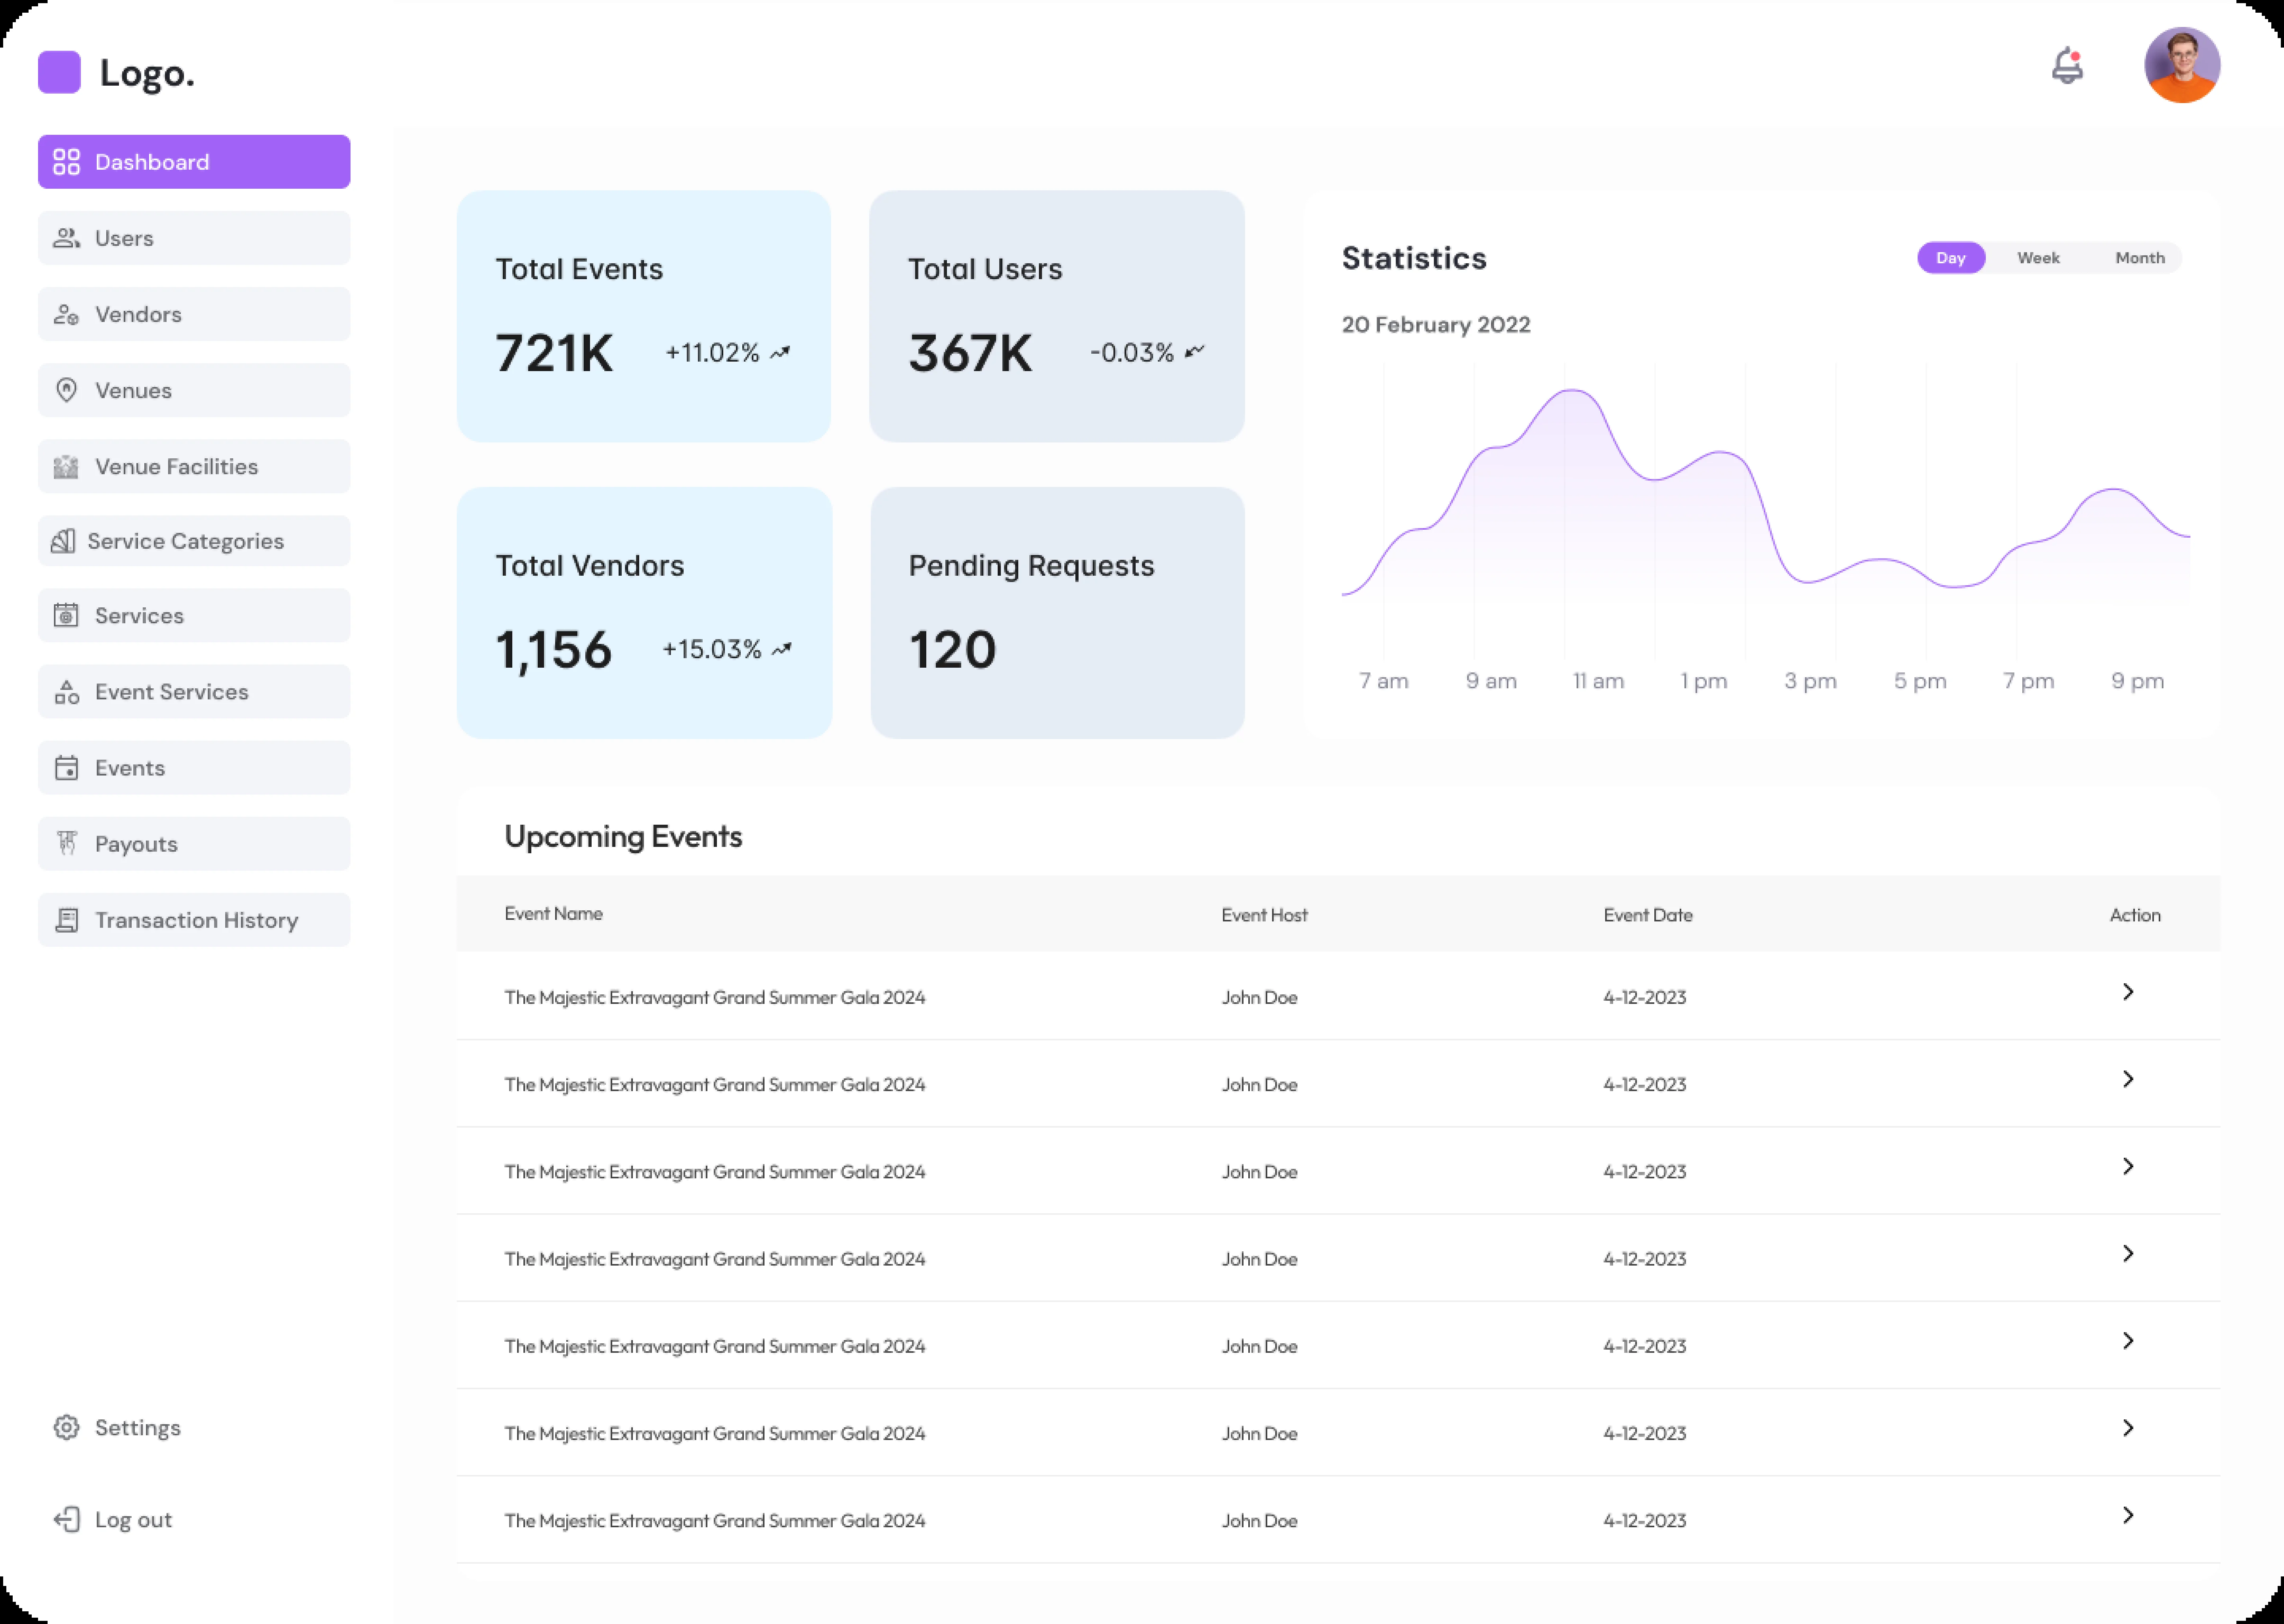 Logo.
Dashboard
Users
Vendors
Venues
Venue Facilities
Service Categories
Services
Event Services
Events
Payouts
Transaction History
Settings
Log out
Total Events
721K +11.02%
Total Users
367K -0.03%
Total Vendors
1,156 +15.03%
Pending Requests
120
Statistics
Day Week Month
20 February 2022
7 am 9 am 11 am 1 pm 3 pm 5 pm 7 pm 9 pm
Upcoming Events
Event Name Event Host Event Date Action
The Majestic Extravagant Grand Summer Gala 2024 John Doe 4-12-2023
The Majestic Extravagant Grand Summer Gala 2024 John Doe 4-12-2023
The Majestic Extravagant Grand Summer Gala 2024 John Doe 4-12-2023
The Majestic Extravagant Grand Summer Gala 2024 John Doe 4-12-2023
The Majestic Extravagant Grand Summer Gala 2024 John Doe 4-12-2023
The Majestic Extravagant Grand Summer Gala 2024 John Doe 4-12-2023
The Majestic Extravagant Grand Summer Gala 2024 John Doe 4-12-2023